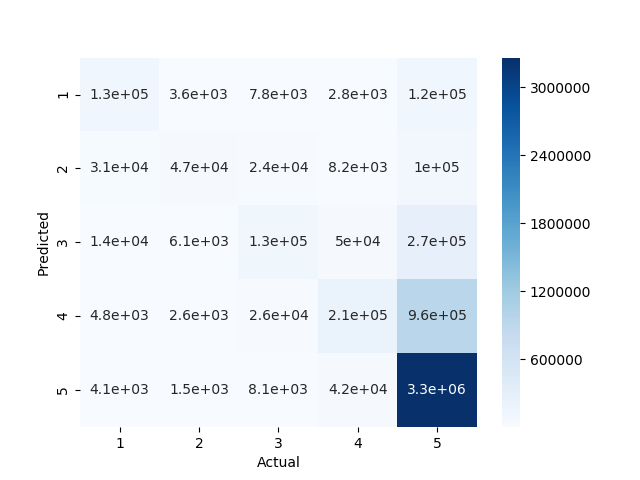 1 1.3e+05 3.6e+03 7.8e+03 2.8e+03 1.2e+05
2 3.1e+04 4.7e+04 2.4e+04 8.2e+03 1e+05
3 1.4e+04 6.1e+03 1.3e+05 5e+04 2.7e+05
4 4.8e+03 2.6e+03 2.6e+04 2.1e+05 9.6e+05
5 4.1e+03 1.5e+03 8.1e+03 4.2e+04 3.3e+06
Predicted
1 2 3 4 5
Actual
3000000
2400000
1800000
1200000
600000